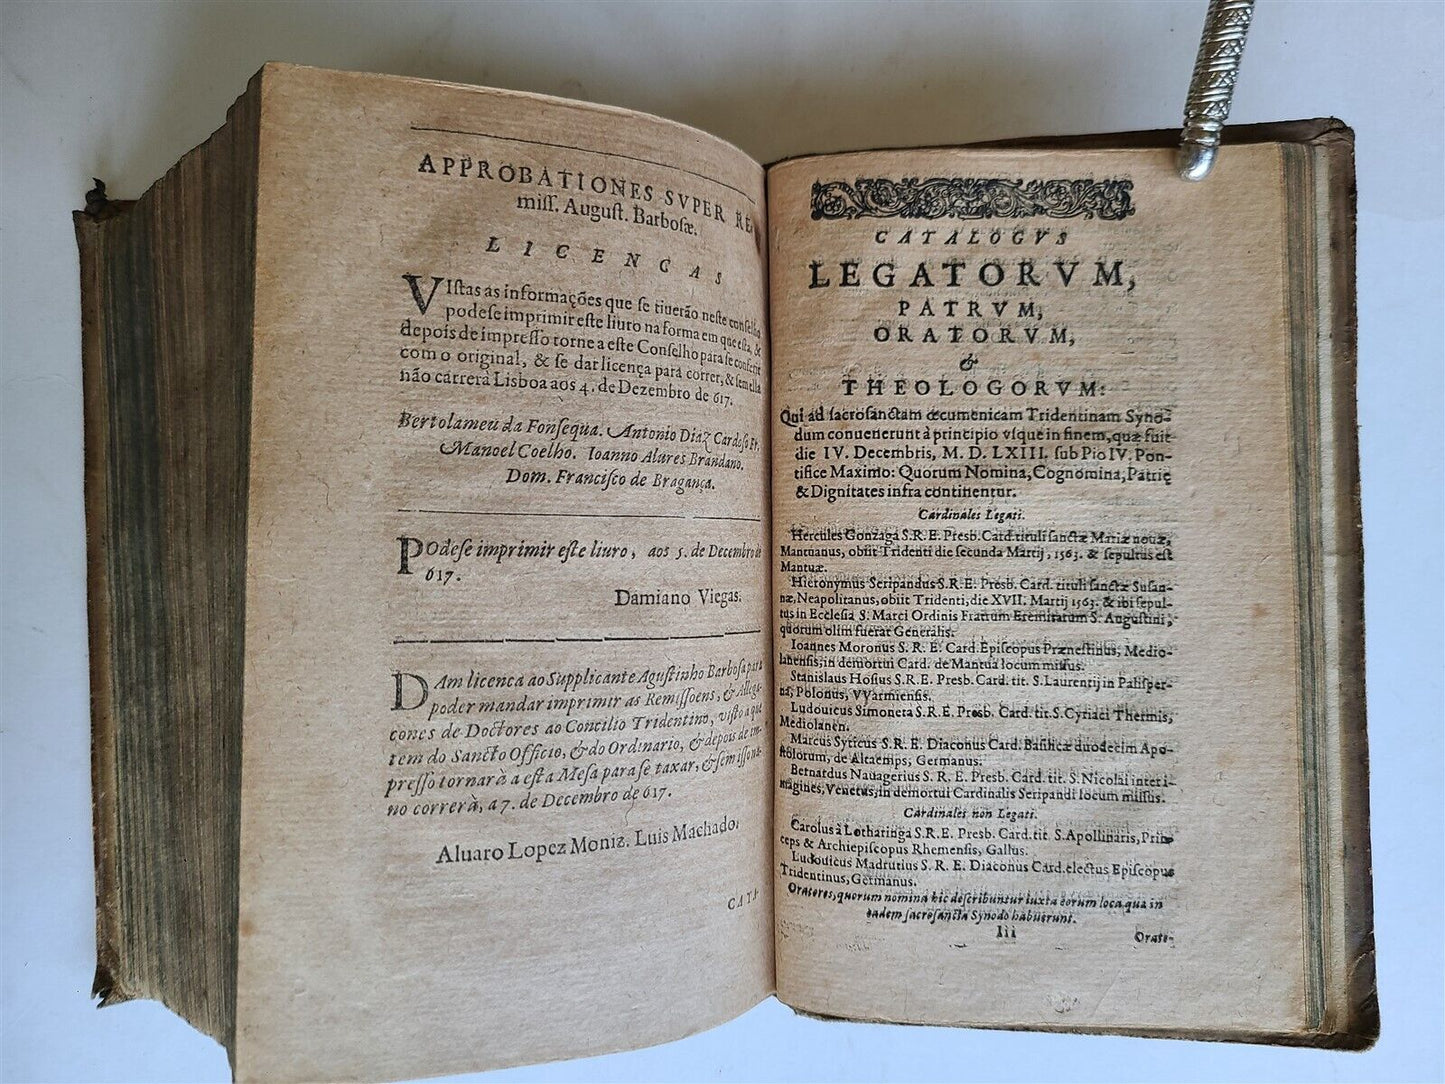 APPROBATIONES SVPER RE-
miſſ. Auguſt. Barboſæ.
LICENCAS
VIſtas as informações que ſe tiuerão neſte conſelho
podeſe imprimir eſte liuro na forma em que eſta, &
depois de impreſſo torne a eſte Conſelho para ſe conferir
com o original, & ſe dar licença para correr, & ſem ella
não carrerà Lisboa aos 4. de Dezembro de 617.
Bertolameu da Fonſequa. Antonio Diaz Cardoſo Fr.
Manoel Coelho. Ioanno Alures Brandano.
Dom. Franciſco de Bragança.
POdeſe imprimir eſte liuro, aos 5. de Decembro de
617.
Damiano Viegas.
DAm licenca ao Supplicante Aguſtinho Barboſa para
poder mandar imprimir as Remiſſoens, & Allega-
cones de Doctores ao Concilio Tridentino, viſto a que
tem do Sancto Officio, & do Ordinario, & depois de im-
preſſo tornarà a eſta Meſa para ſe taxar, & ſem iſſo na-
no correrà, a 7. de Decembro de 617.
Aluaro Lopez Moniz. Luis Machado.
CATA-
CATALOGVS
LEGATORVM,
PATRVM,
ORATORVM,
&
THEOLOGORVM:
Qui ad ſacroſanctam œcumenicam Tridentinam Syno-
dum conuenerunt à principio vſque in finem, quæ fuit
die IV. Decembris, M. D. LXIII. ſub Pio IV. Pon-
tifice Maximo: Quorum Nomina, Cognomina, Patrię
& Dignitates infra continentur.
Cardinales Legati.
Hercules Gonzaga S. R. E. Presb. Card. tituli ſanctæ Mariæ nouæ,
Mantuanus, obiit Tridenti die ſecunda Martij, 1563. & ſepultus eſt
Mantuæ.
Hieronymus Seripandus S. R. E. Presb. Card. tituli ſanctæ Suſan-
næ, Neapolitanus, obiit Tridenti, die XVII. Martij 1563. & ibi ſepul-
tus in Eccleſia S. Marci Ordinis Fratrum Eremitarum S. Auguſtini,
quorum olim fuerat Generalis.
Ioannes Moronus S. R. E. Card. Epiſcopus Præneſtinus, Medio-
lanenſis, in demortui Card. de Mantua locum miſſus.
Stanislaus Hoſius S. R. E. Presb. Card. tit. S. Laurentij in Paliſper-
na, Polonus, VVarmienſis.
Ludouicus Simoneta S. R. E. Presb. Card. tit. S. Cyriaci Thermis,
Mediolanen.
Marcus Syticus S. R. E. Diaconus Card. Baſilicæ duodecim Apo-
ſtolorum, de Altaemps, Germanus.
Bernardus Nauagerius S. R. E. Presb. Card. tit. S. Nicolai inter i-
magines, Venetus, in demortui Cardinalis Seripandi locum miſſus.
Cardinales non Legati.
Carolus à Lotharinga S. R. E. Presb. Card. tit. S. Apollinaris, Prin-
ceps & Archiepiſcopus Rhemenſis, Gallus.
Ludouicus Madrutius S. R. E. Diaconus Card. electus Epiſcopus
Tridentinus, Germanus.
Oratores, quorum nomina hic deſcribuntur iuxta eorum loca, qua in
eadem ſacroſancta Synodo habuerunt.
Iii
Orato-